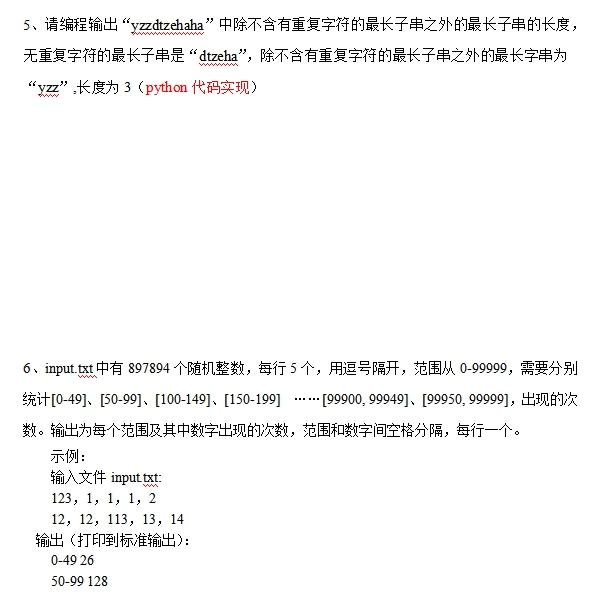 5、请编程输出“yzzdtzehaha”中除不含有重复字符的最长子串之外的最长子串的长度，
无重复字符的最长子串是“dtzeha”，除不含有重复字符的最长子串之外的最长字串为
“yzz”,长度为 3（python 代码实现）
6、input.txt 中有 897894 个随机整数，每行 5 个，用逗号隔开，范围从 0-99999，需要分别
统计[0-49]、[50-99]、[100-149]、[150-199] ……[99900, 99949]、[99950, 99999]，出现的次
数。输出为每个范围及其中数字出现的次数，范围和数字间空格分隔，每行一个。
示例：
输入文件 input.txt:
123，1，1，1，2
12，12，113，13，14
输出（打印到标准输出）：
0-49 26
50-99 128